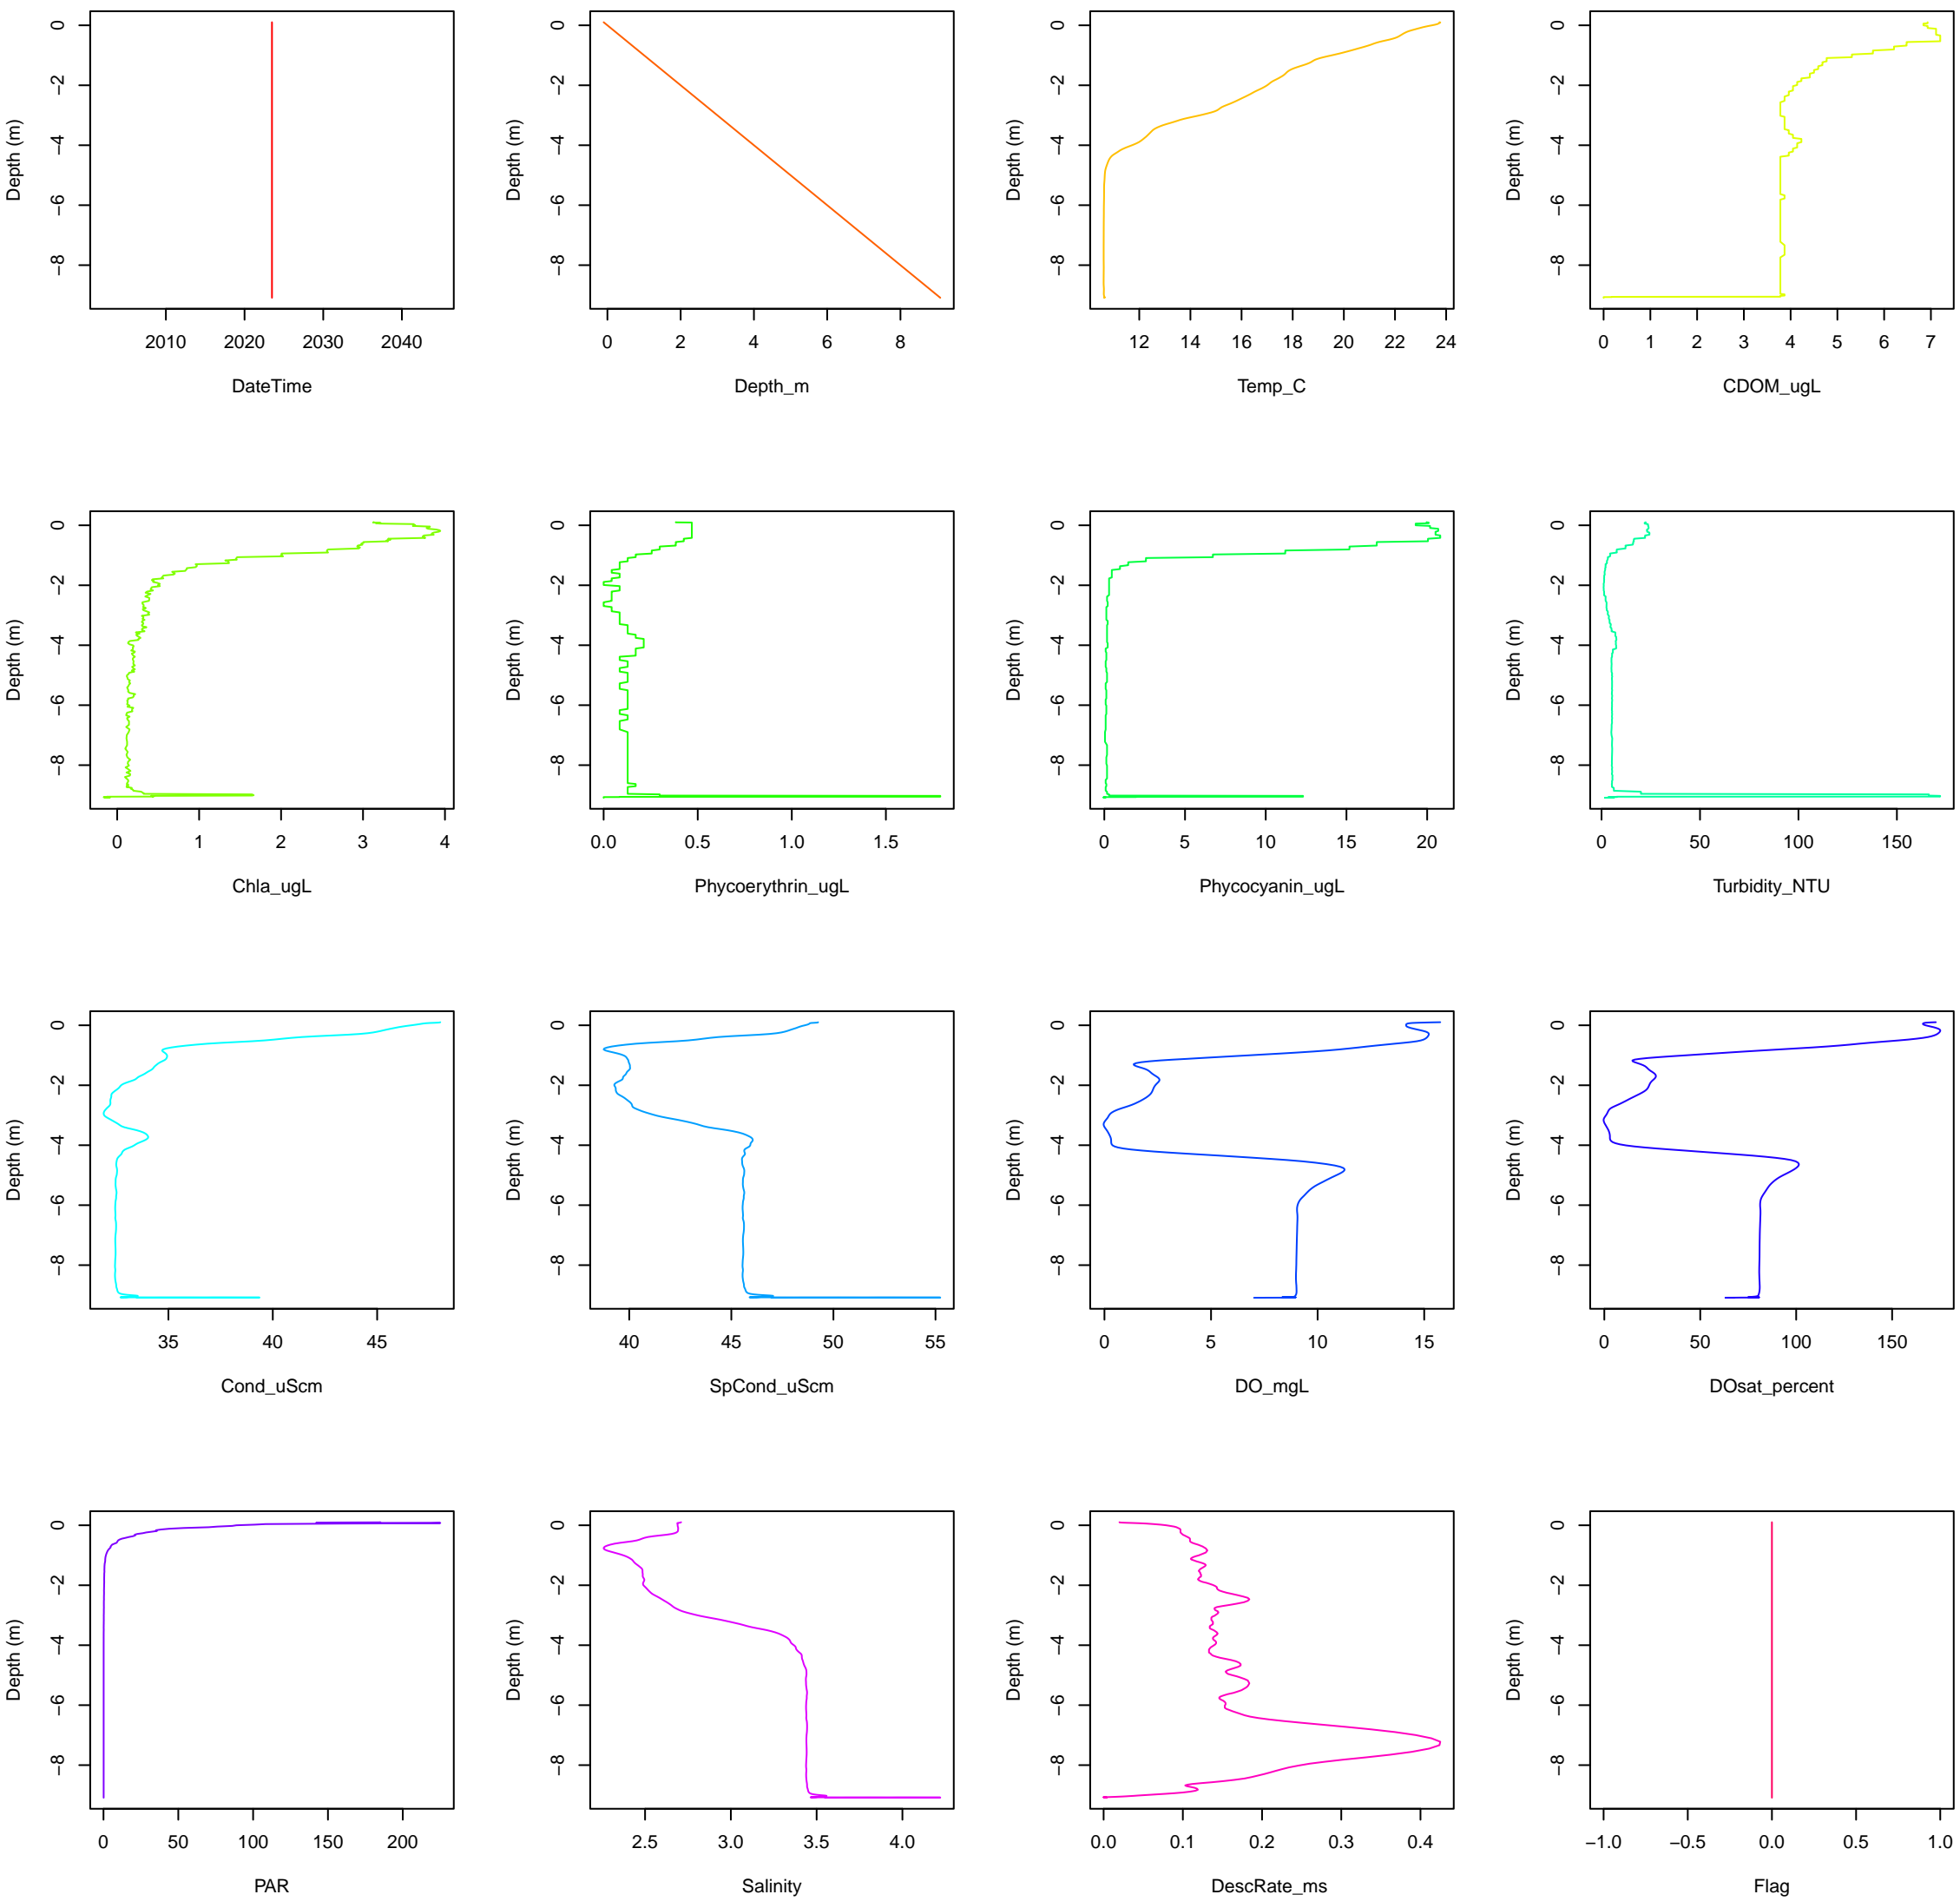 Depth (m)
0
−2
−4
−6
−8
2010 2020 2030 2040
DateTime
Depth (m)
0
−2
−4
−6
−8
0 2 4 6 8
Depth_m
Depth (m)
0
−2
−4
−6
−8
12 14 16 18 20 22 24
Temp_C
Depth (m)
0
−2
−4
−6
−8
0 1 2 3 4 5 6 7
CDOM_ugL
Depth (m)
0
−2
−4
−6
−8
0 1 2 3 4
Chla_ugL
Depth (m)
0
−2
−4
−6
−8
0.0 0.5 1.0 1.5
Phycoerythrin_ugL
Depth (m)
0
−2
−4
−6
−8
0 5 10 15 20
Phycocyanin_ugL
Depth (m)
0
−2
−4
−6
−8
0 50 100 150
Turbidity_NTU
Depth (m)
0
−2
−4
−6
−8
35 40 45
Cond_uScm
Depth (m)
0
−2
−4
−6
−8
40 45 50 55
SpCond_uScm
Depth (m)
0
−2
−4
−6
−8
0 5 10 15
DO_mgL
Depth (m)
0
−2
−4
−6
−8
0 50 100 150
DOsat_percent
Depth (m)
0
−2
−4
−6
−8
0 50 100 150 200
PAR
Depth (m)
0
−2
−4
−6
−8
2.5 3.0 3.5 4.0
Salinity
Depth (m)
0
−2
−4
−6
−8
0.0 0.1 0.2 0.3 0.4
DescRate_ms
Depth (m)
0
−2
−4
−6
−8
−1.0 −0.5 0.0 0.5 1.0
Flag